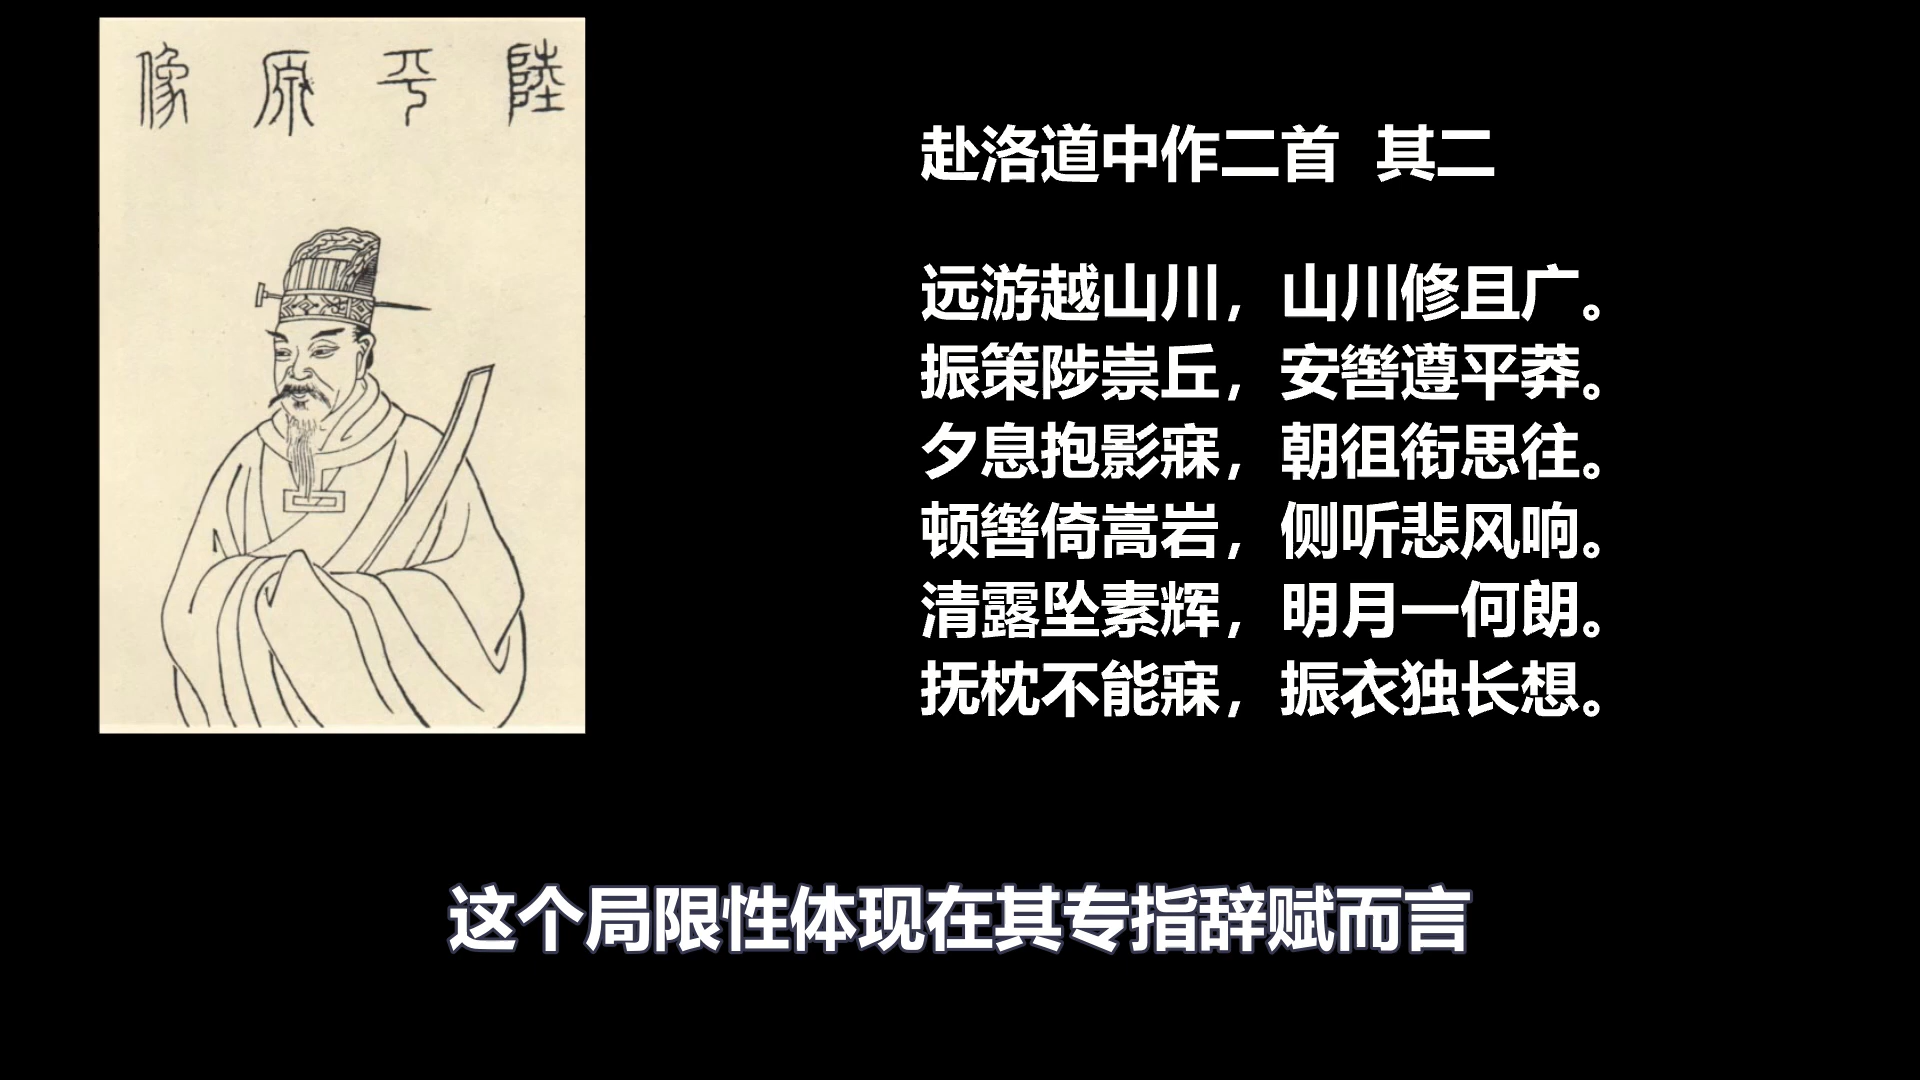 陸平原像
赴洛道中作二首 其二
远游越山川，山川修且广。
振策陟崇丘，安辔遵平莽。
夕息抱影寐，朝徂衔思往。
顿辔倚嵩岩，侧听悲风响。
清露坠素辉，明月一何朗。
抚枕不能寐，振衣独长想。
这个局限性体现在其专指辞赋而言